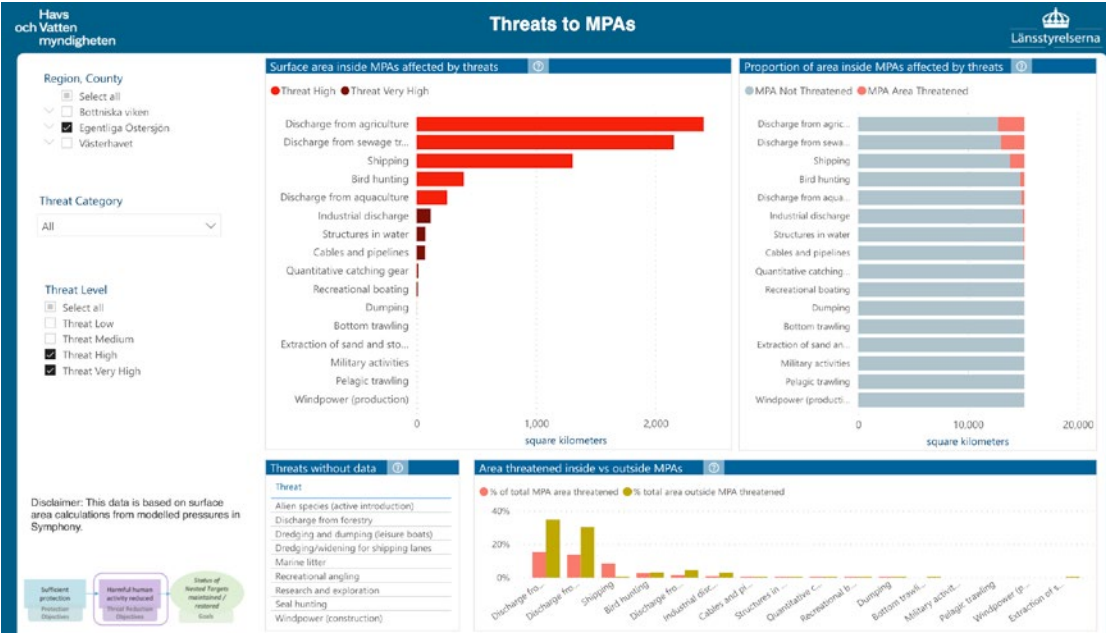 Havs
och Vatten
myndigheten
Threats to MPAs
Länsstyrelserna
Region, County
Select all
Bottniska viken
Egentliga Ostersjön
Västerhavet
Threat Category
All
Threat Level
Select all
Threat Low
Threat Medium
Threat High
Threat Very High
Disclaimer: This data is based on surface
area calculations from modelled pressures in
Symphony.
Sufficient
protection
Protection
Objectives
Harmful human
activity reduced
Threat Reduction
Objectives
Status of
Nested Targets
maintained /
restored
Goals
Surface area inside MPAs affected by threats ?
Threat High Threat Very High
Discharge from agriculture
Discharge from sewage tr...
Shipping
Bird hunting
Discharge from aquaculture
Industrial discharge
Structures in water
Cables and pipelines
Quantitative catching gear
Recreational boating
Dumping
Bottom trawling
Extraction of sand and sto...
Military activities
Pelagic trawling
Windpower (production)
0 1,000 2,000
square kilometers
Proportion of area inside MPAs affected by threats ?
MPA Not Threatened MPA Area Threatened
Discharge from agric...
Discharge from sewa...
Shipping
Bird hunting
Discharge from aqua...
Industrial discharge
Structures in water
Cables and pipelines
Quantitative catching...
Recreational boating
Dumping
Bottom trawling
Extraction of sand an...
Military activities
Pelagic trawling
Windpower (producti...
0 10,000 20,000
square kilometers
Threats without data ?
Threat
Alien species (active introduction)
Discharge from forestry
Dredging and dumping (leisure boats)
Dredging/widening for shipping lanes
Marine litter
Recreational angling
Research and exploration
Seal hunting
Windpower (construction)
Area threatened inside vs outside MPAs ?
% of total MPA area threatened % total area outside MPA threatened
40%
20%
0%
Discharge fro...
Discharge fro...
Shipping
Bird hunting
Discharge fro...
Industrial disc...
Cables and pi...
Structures in ...
Quantitative c...
Recreational b...
Dumping
Bottom trawli...
Military activit...
Pelagic trawling
Windpower (p...
Extraction of s...